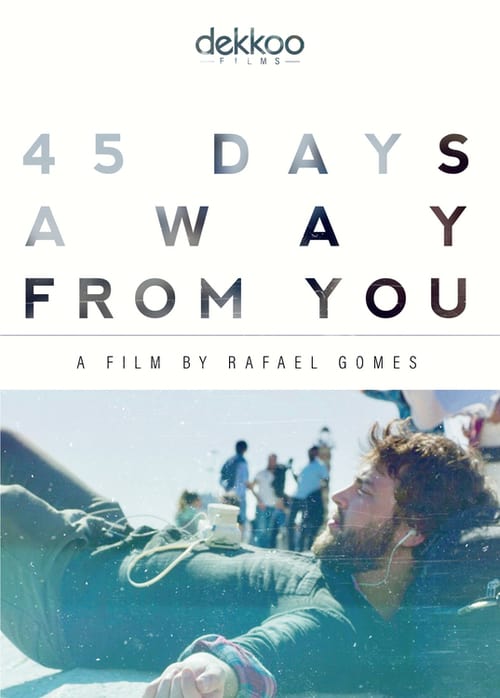 dekkoo
FILMS
45 DAYS
AWAY
FROM YOU
A FILM BY RAFAEL GOMES